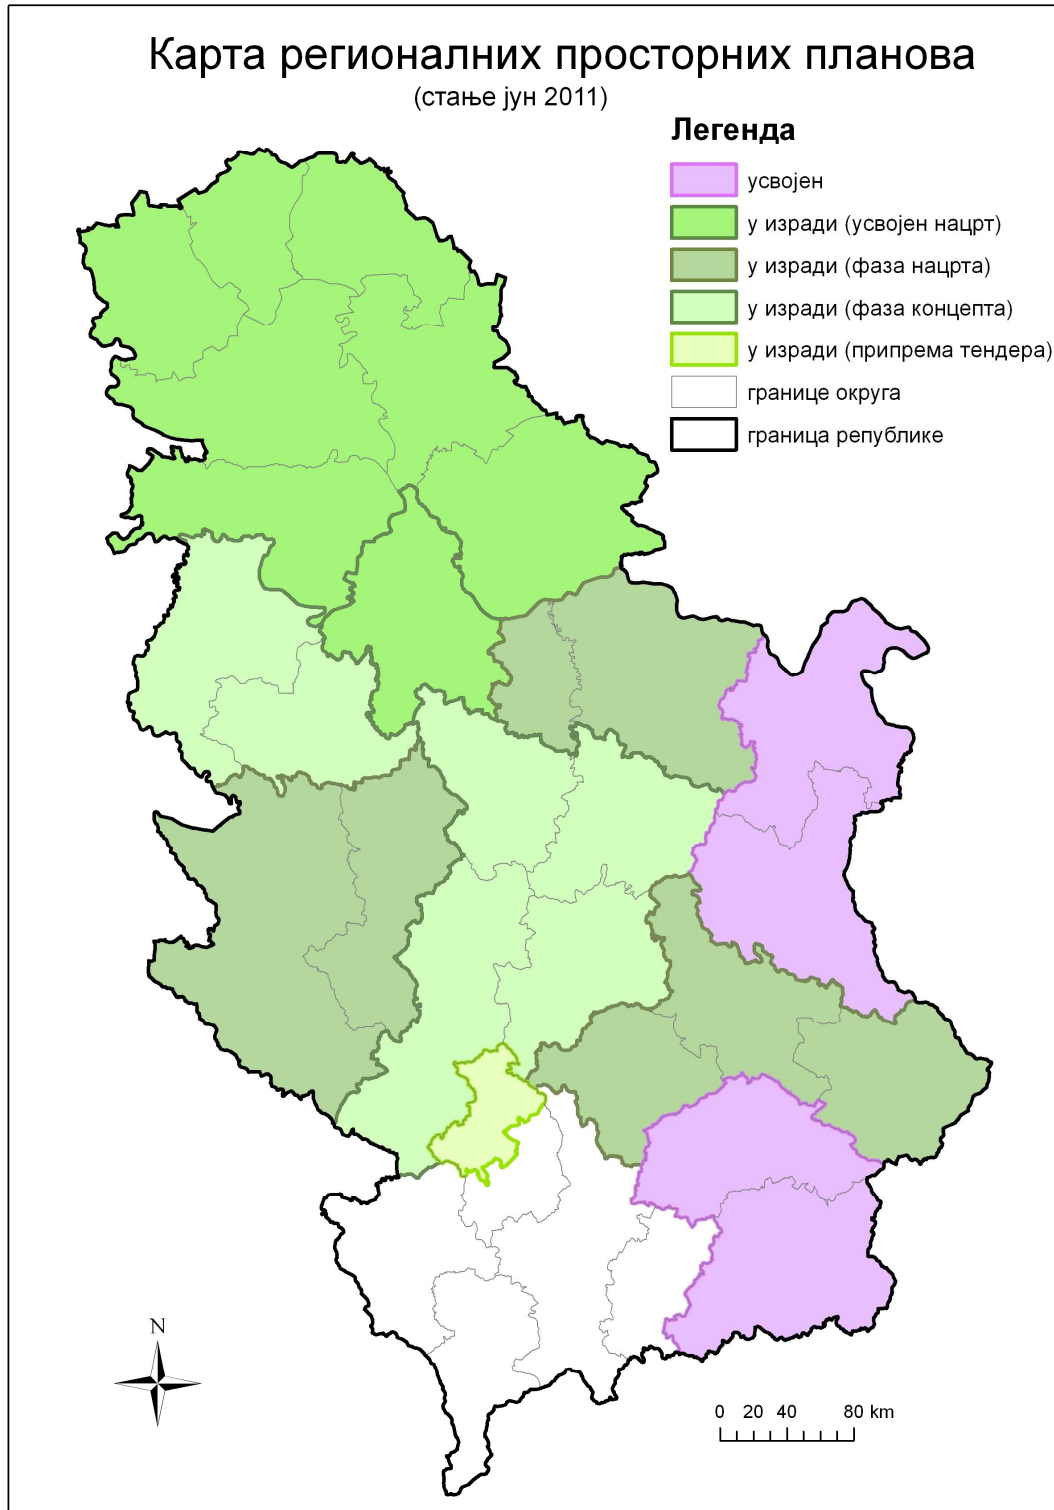 Карта регионалних просторних планова
(стање јун 2011)
Легенда
усвојен
у изради (усвојен нацрт)
у изради (фаза нацрта)
у изради (фаза концепта)
у изради (припрема тендера)
границе округа
граница републике
N
0 20 40 80 km